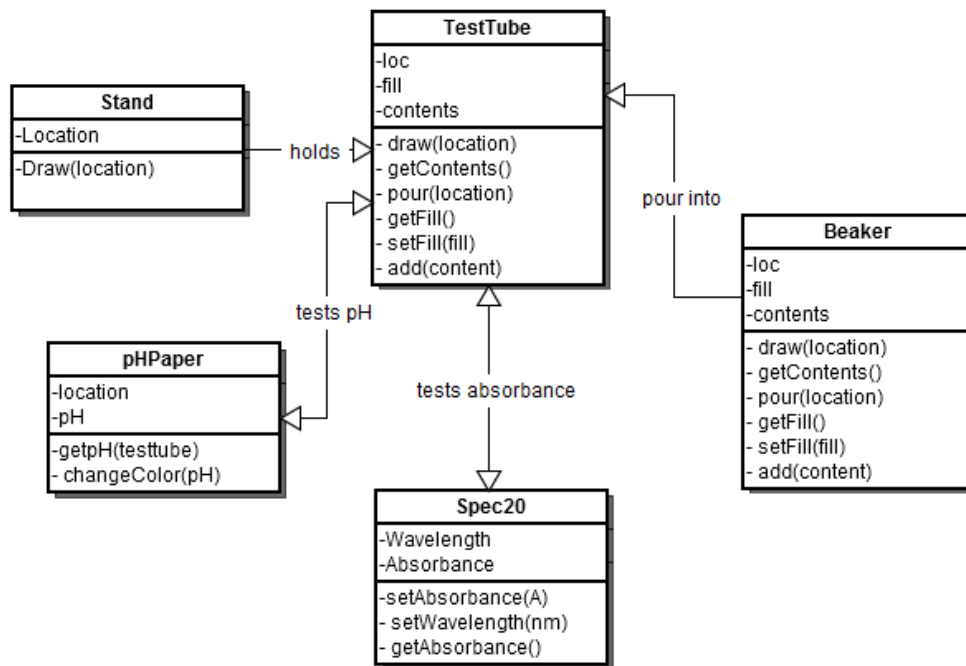 TestTube
-loc
-fill
-contents
- draw(location)
- getContents()
- pour(location)
- getFill()
- setFill(fill)
- add(content)
Stand
-Location
-Draw(location)
holds
pour into
Beaker
-loc
-fill
-contents
- draw(location)
- getContents()
- pour(location)
- getFill()
- setFill(fill)
- add(content)
tests pH
pHPaper
-location
-pH
-getpH(testtube)
- changeColor(pH)
tests absorbance
Spec20
-Wavelength
-Absorbance
-setAbsorbance(A)
- setWavelength(nm)
- getAbsorbance()